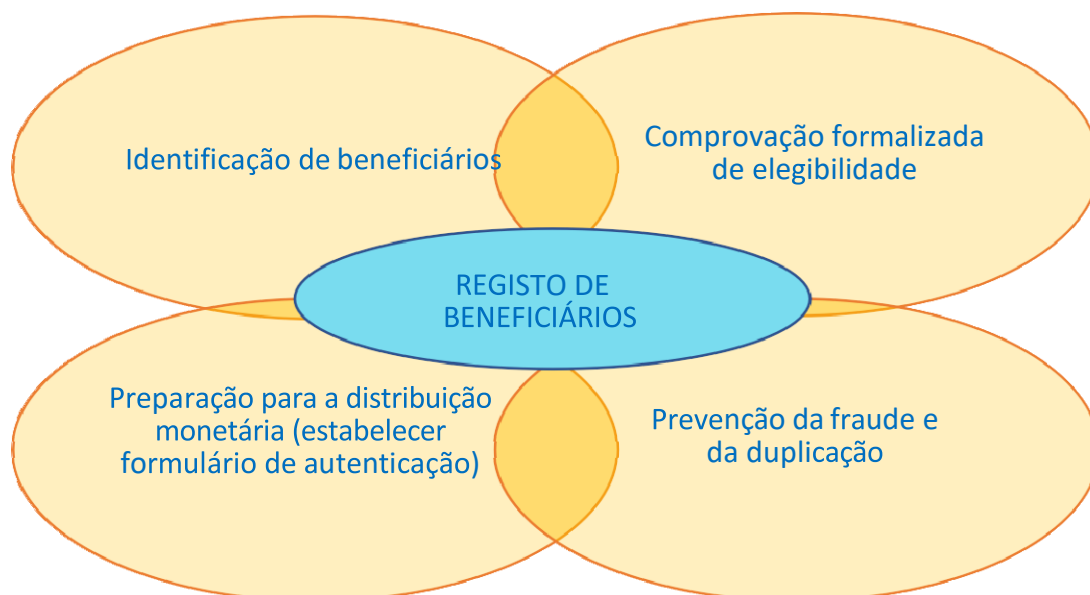 Identificação de beneficiários
Comprovação formalizada
de elegibilidade
REGISTO DE
BENEFICIÁRIOS
Preparação para a distribuição
monetária (estabelecer
formulário de autenticação)
Prevenção da fraude e
da duplicação